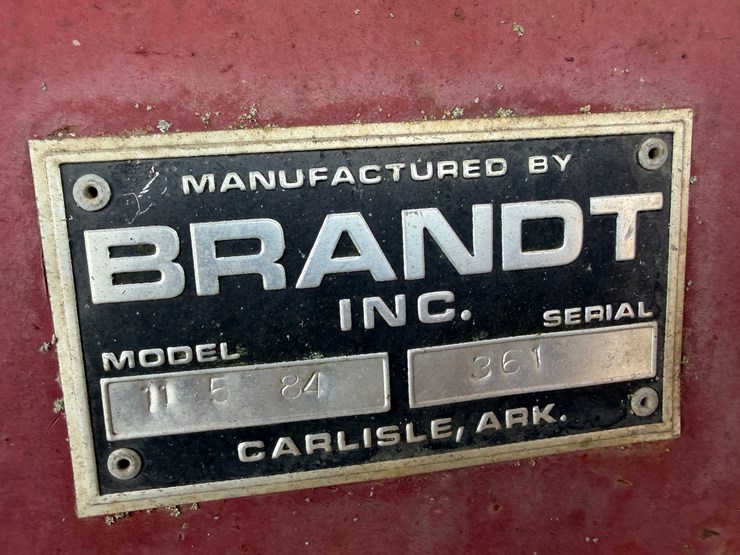 MANUFACTURED BY
BRANDT
INC.
MODEL SERIAL
11 5 84 361
CARLISLE, ARK.